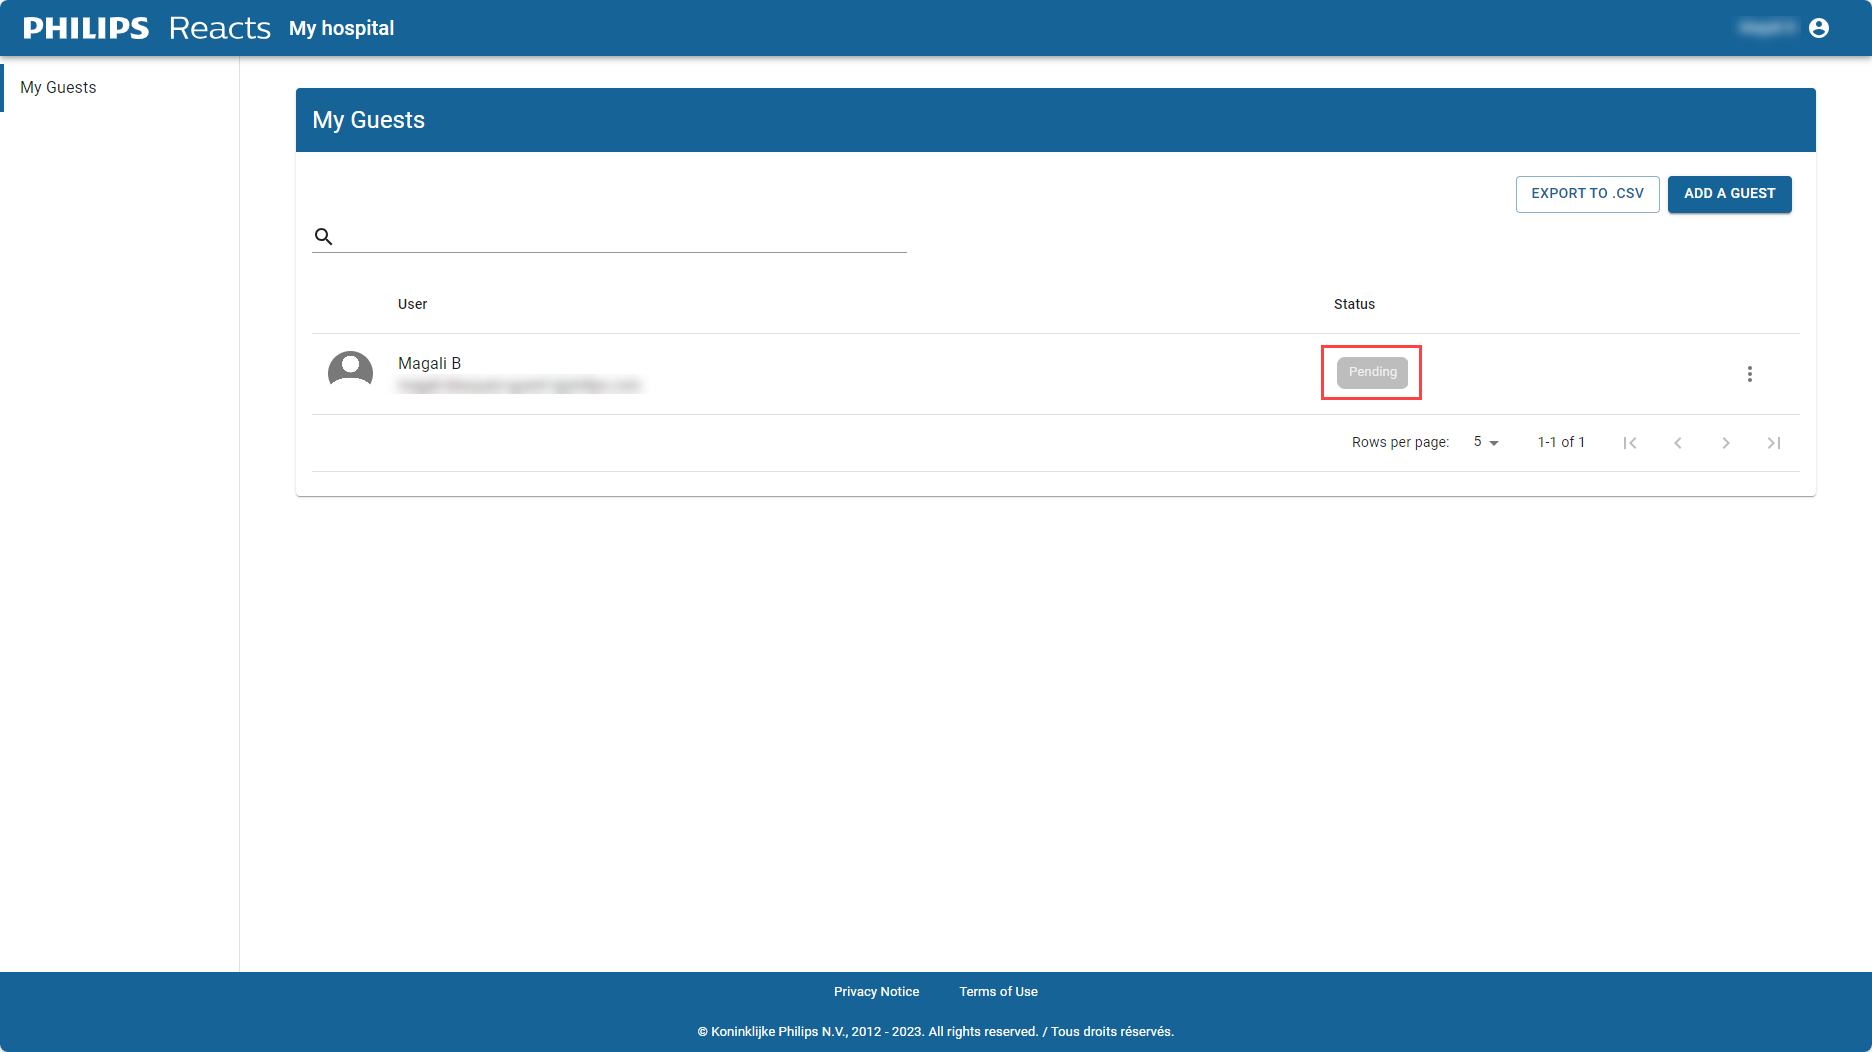 PHILIPS Reacts My hospital
My Guests
My Guests
EXPORT TO .CSV
ADD A GUEST
User
Status
Magali B
Pending
Rows per page: 5
1-1 of 1
Privacy Notice
Terms of Use
© Koninklijke Philips N.V., 2012 - 2023. All rights reserved. / Tous droits réservés.